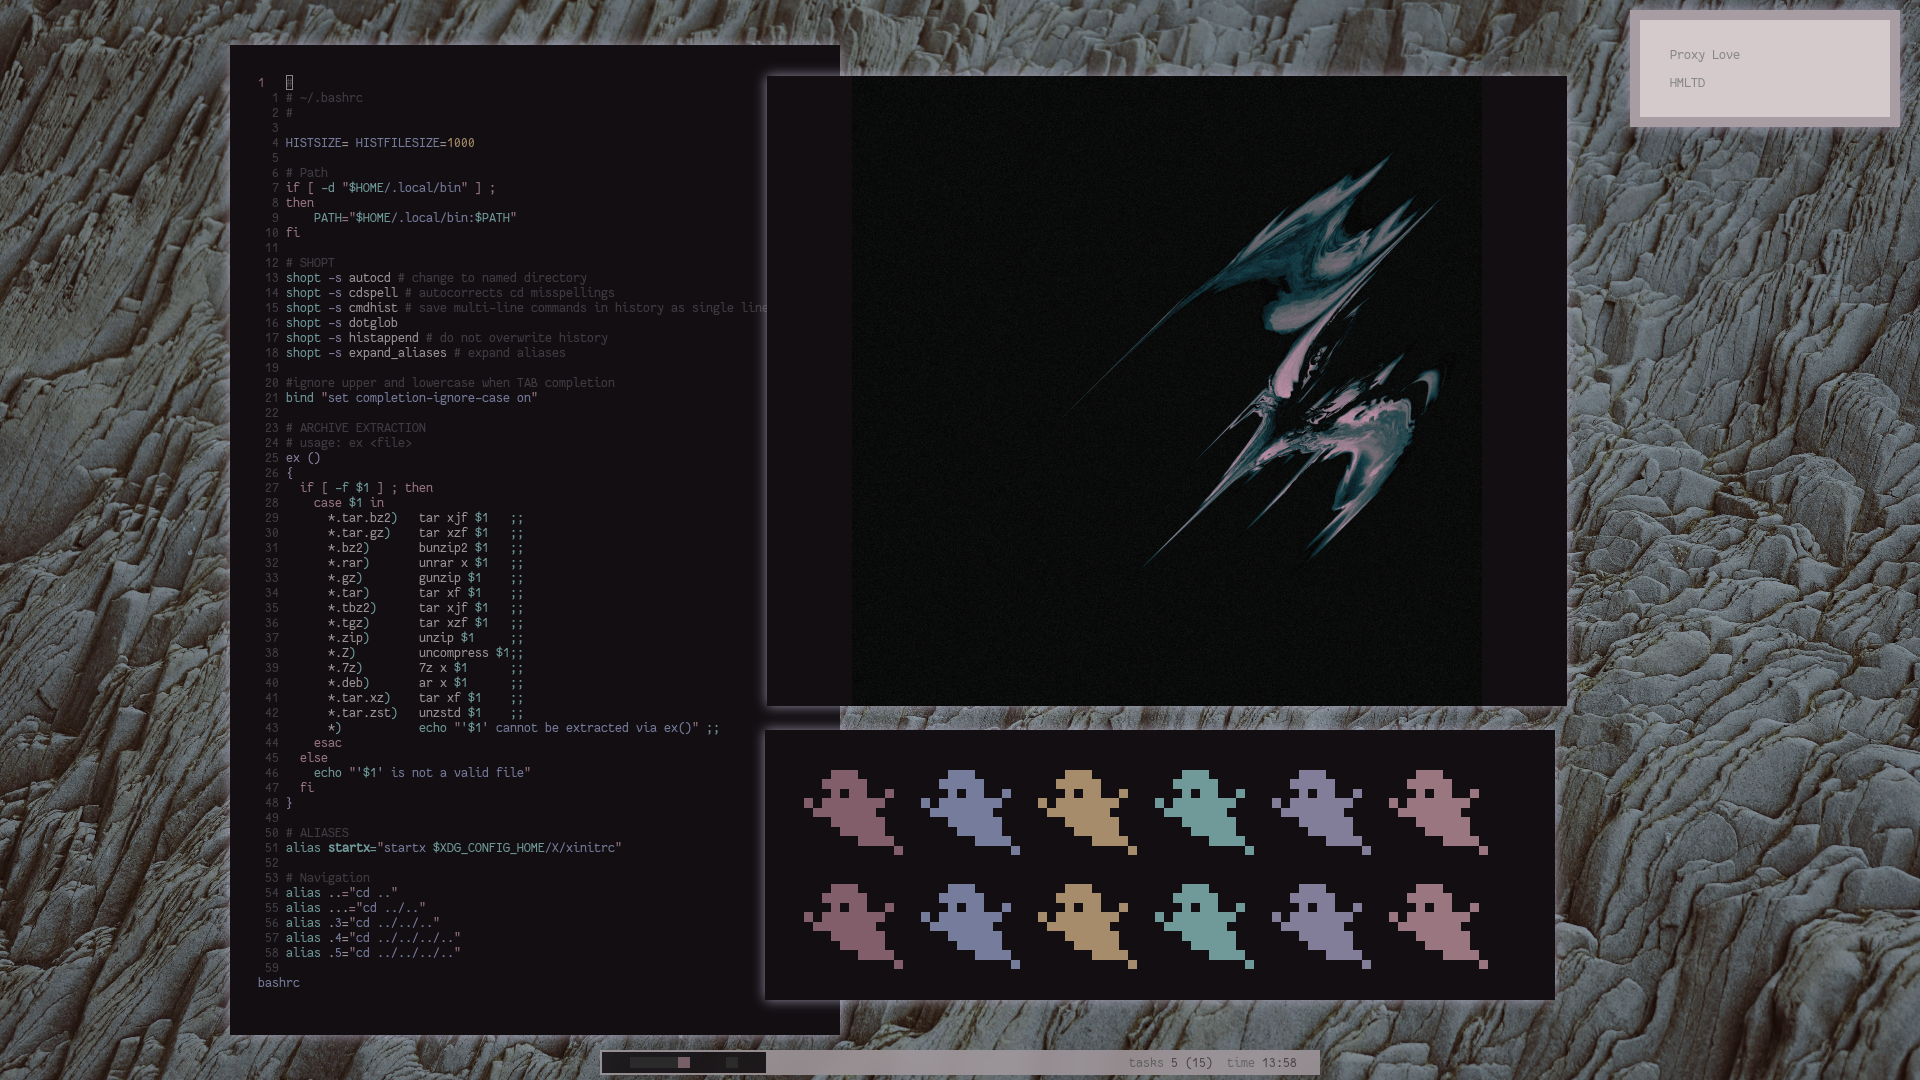 1 #
1 # ~/.bashrc
2 #
3
4 HISTSIZE= HISTFILESIZE=1000
5
6 # Path
7 if [ -d "$HOME/.local/bin" ] ;
8 then
9     PATH="$HOME/.local/bin:$PATH"
10 fi
11
12 # SHOPT
13 shopt -s autocd # change to named directory
14 shopt -s cdspell # autocorrects cd misspellings
15 shopt -s cmdhist # save multi-line commands in history as single line
16 shopt -s dotglob
17 shopt -s histappend # do not overwrite history
18 shopt -s expand_aliases # expand aliases
19
20 #ignore upper and lowercase when TAB completion
21 bind "set completion-ignore-case on"
22
23 # ARCHIVE EXTRACTION
24 # usage: ex <file>
25 ex ()
26 {
27   if [ -f $1 ] ; then
28     case $1 in
29       *.tar.bz2)   tar xjf $1   ;;
30       *.tar.gz)    tar xzf $1   ;;
31       *.bz2)       bunzip2 $1   ;;
32       *.rar)       unrar x $1   ;;
33       *.gz)        gunzip $1    ;;
34       *.tar)       tar xf $1    ;;
35       *.tbz2)      tar xjf $1   ;;
36       *.tgz)       tar xzf $1   ;;
37       *.zip)       unzip $1     ;;
38       *.Z)         uncompress $1;;
39       *.7z)        7z x $1      ;;
40       *.deb)       ar x $1      ;;
41       *.tar.xz)    tar xf $1    ;;
42       *.tar.zst)   unzstd $1    ;;
43       *)           echo "'$1' cannot be extracted via ex()" ;;
44     esac
45   else
46     echo "'$1' is not a valid file"
47   fi
48 }
49
50 # ALIASES
51 alias startx="startx $XDG_CONFIG_HOME/X/xinitrc"
52
53 # Navigation
54 alias ..="cd .."
55 alias ...="cd ../.."
56 alias .3="cd ../../.."
57 alias .4="cd ../../../.."
58 alias .5="cd ../../../.."
59
bashrc
Proxy Love
HMLTD
tasks 5 (15) time 13:58